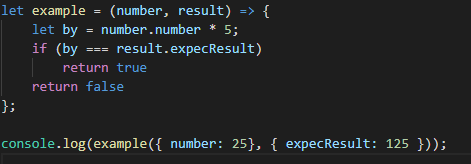 let example = (number, result) => {
    let by = number.number * 5;
    if (by === result.expecResult)
        return true
    return false
};

console.log(example({ number: 25}, { expecResult: 125 }));